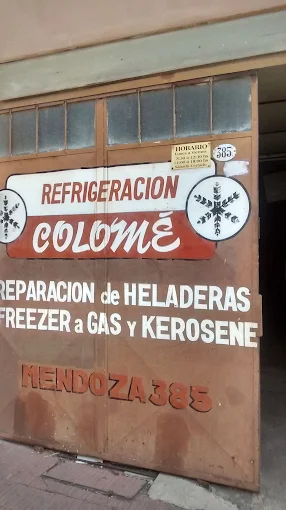 HORARIO
385
REFRIGERACION
COLOMÉ
REPARACION de HELADERAS
FREEZER a GAS y KEROSENE
MENDOZA 385